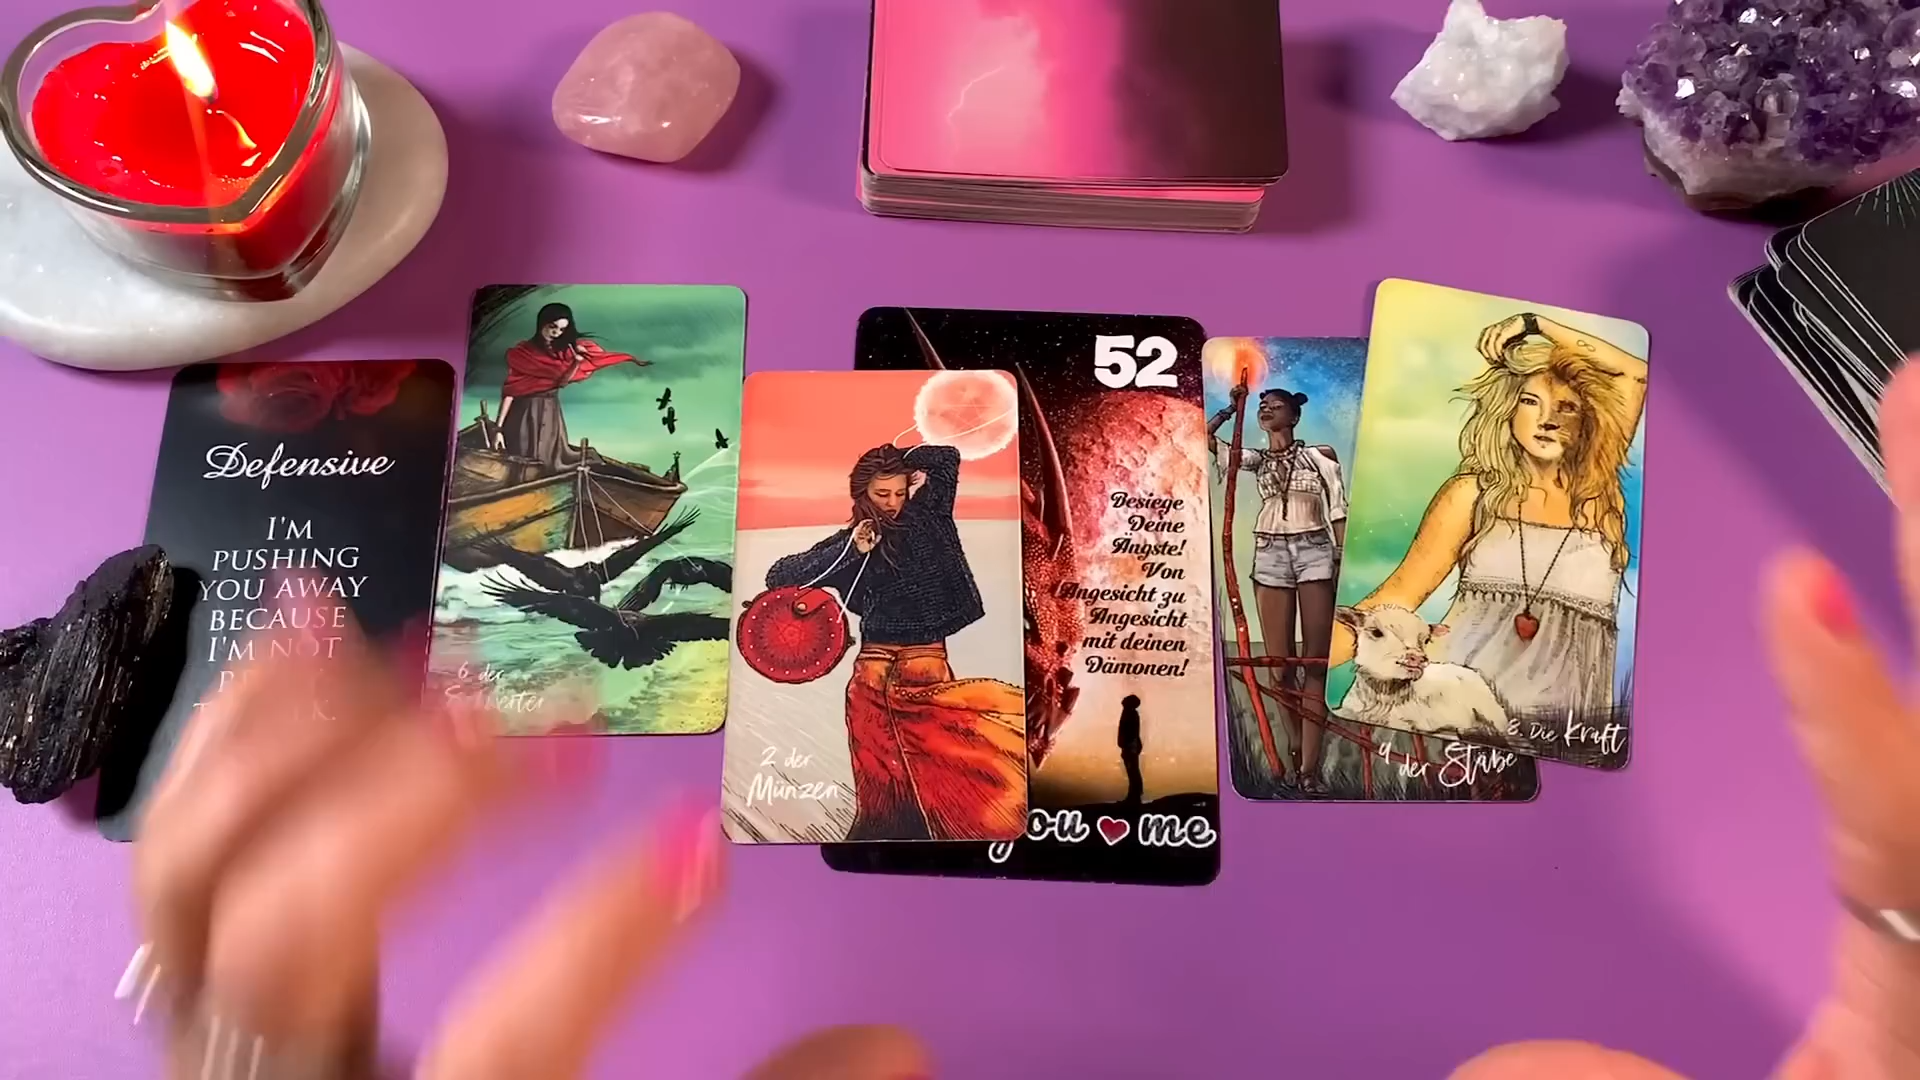 Defensive
I'M
PUSHING
YOU AWAY
BECAUSE
I'M NOT
6 der
2 der
Münzen
52
Besiege
Deine
Ängste!
Von
Angesicht zu
Angesicht
mit deinen
Dämonen!
you ♥ me
9 der Stäbe
8. Die Kraft